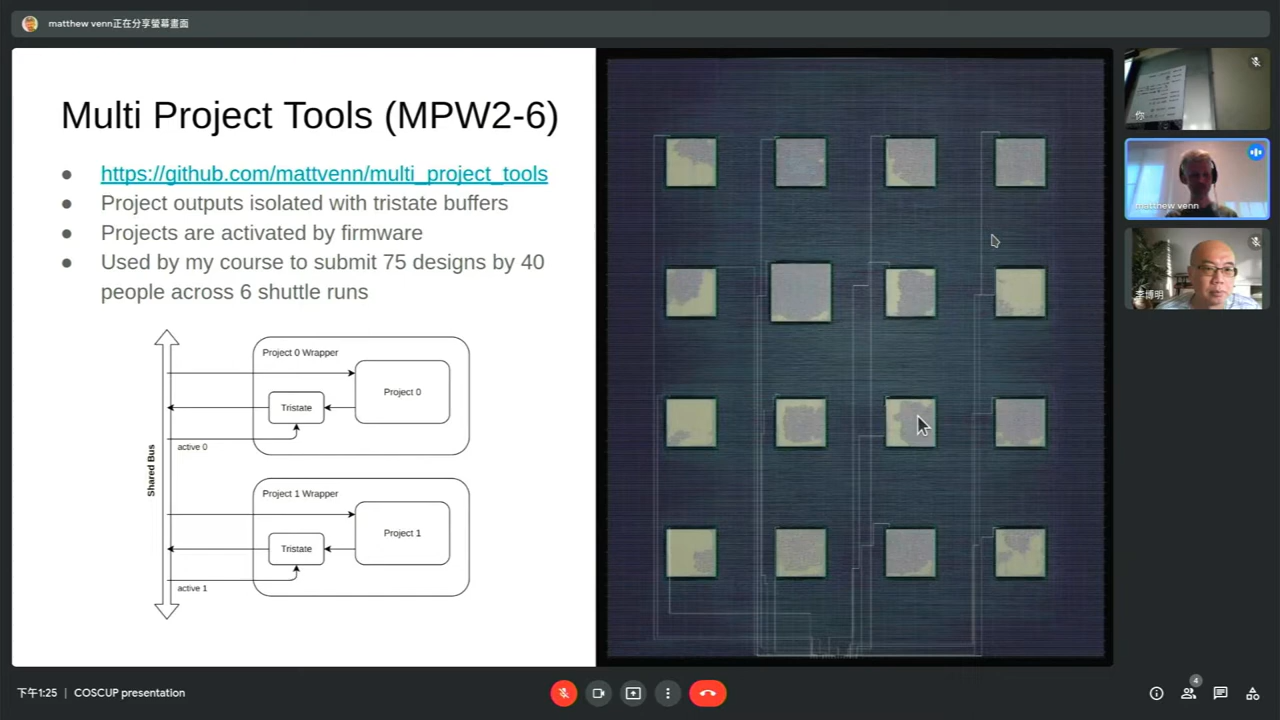 matthew venn正在分享螢幕畫面
Multi Project Tools (MPW2-6)
● https://github.com/mattvenn/multi_project_tools
● Project outputs isolated with tristate buffers
● Projects are activated by firmware
● Used by my course to submit 75 designs by 40
people across 6 shuttle runs
Shared Bus
Project 0 Wrapper
Project 0
Tristate
active 0
Project 1 Wrapper
Project 1
Tristate
active 1
你
matthew venn
李博明
下午1:25 | COSCUP presentation
4